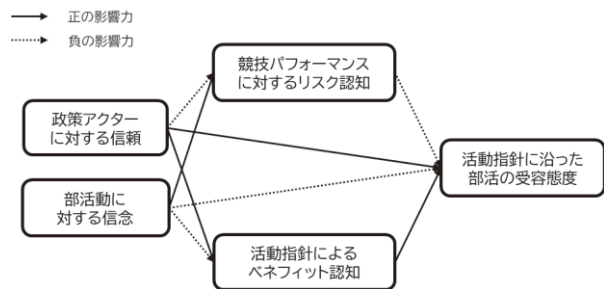 正の影響力
負の影響力
競技パフォーマンス
に対するリスク認知
政策アクター
に対する信頼
活動指針に沿った
部活の受容態度
部活動に
対する信念
活動指針による
ベネフィット認知